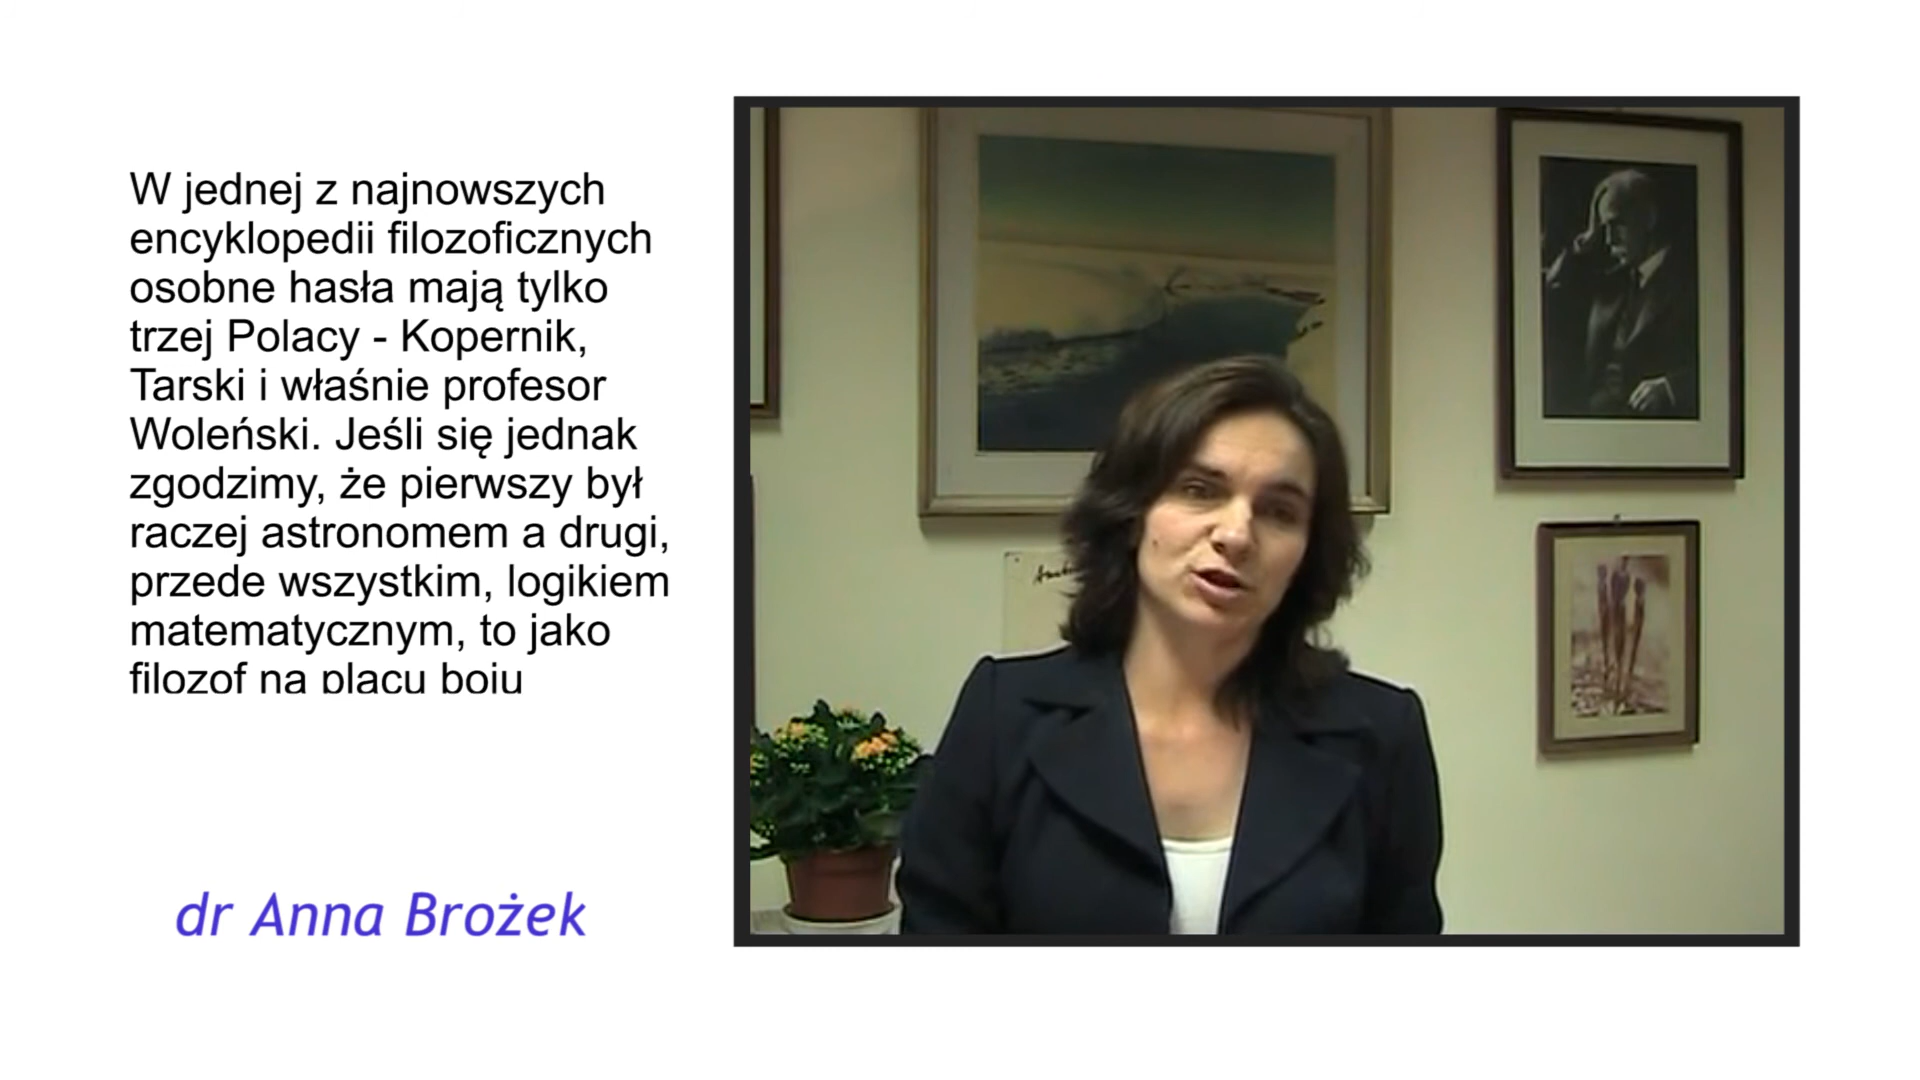 W jednej z najnowszych
encyklopedii filozoficznych
osobne hasła mają tylko
trzej Polacy - Kopernik,
Tarski i właśnie profesor
Woleński. Jeśli się jednak
zgodzimy, że pierwszy był
raczej astronomem a drugi,
przede wszystkim, logikiem
matematycznym, to jako
filozof na placu boju
dr Anna Brożek